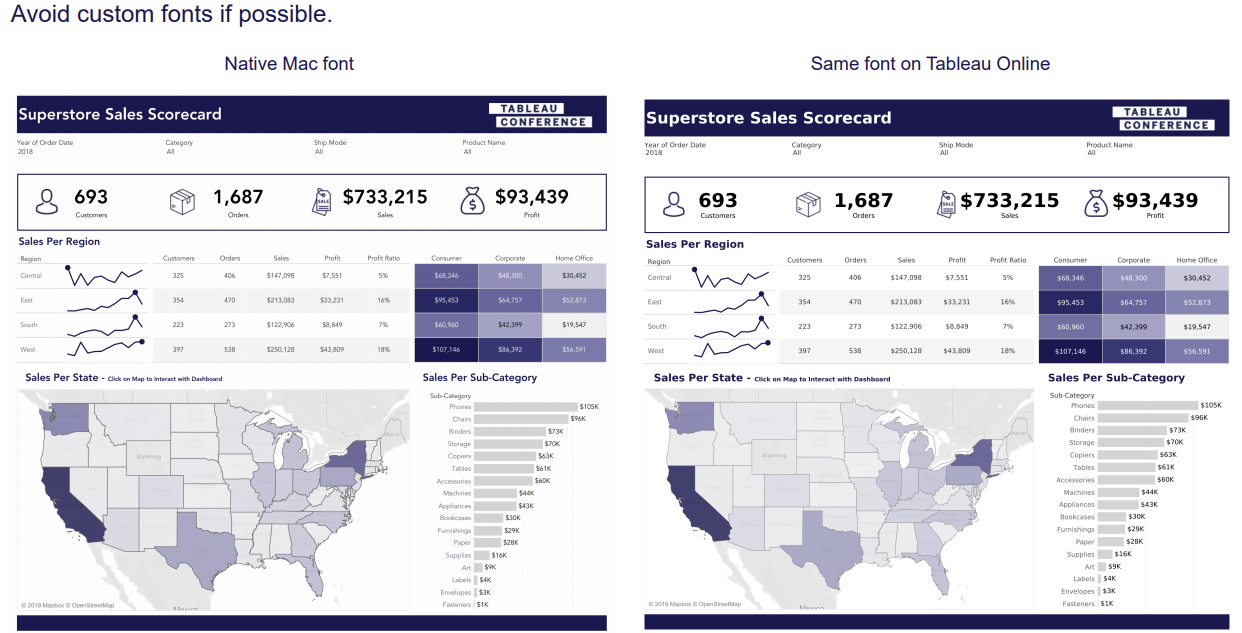 Avoid custom fonts if possible.
Native Mac font
Superstore Sales Scorecard
TABLEAU
CONFERENCE
Year of Order Date Category Ship Mode Product Name
2018 All All All
693 1,687 $733,215 $93,439
SALE $
Customers Orders Sales Profit
Sales Per Region
Region Customers Orders Sales Profit Profit Ratio Consumer Corporate Home Office
Central 325 406 $147,098 $7,551 5% $68,346 $48,300 $30,452
East 354 470 $213,083 $33,231 16% $95,453 $64,757 $52,873
South 223 273 $122,906 $8,849 7% $60,960 $42,399 $19,547
West 397 538 $250,128 $43,809 18% $107,146 $86,392 $56,591
Sales Per State - Click on Map to Interact with Dashboard
Wyoming
United States
Maine
Mexico
© 2019 Mapbox © OpenStreetMap
Sales Per Sub-Category
Sub-Category
Phones $105K
Chairs $96K
Binders $73K
Storage $70K
Copiers $63K
Tables $61K
Accessories $60K
Machines $44K
Appliances $43K
Bookcases $30K
Furnishings $29K
Paper $28K
Supplies $16K
Art $9K
Labels $4K
Envelopes $3K
Fasteners $1K
Same font on Tableau Online
Superstore Sales Scorecard
TABLEAU
CONFERENCE
Year of Order Date Category Ship Mode Product Name
2018 All All All
693 1,687 $733,215 $93,439
SALE $
Customers Orders Sales Profit
Sales Per Region
Region Customers Orders Sales Profit Profit Ratio Consumer Corporate Home Office
Central 325 406 $147,098 $7,551 5% $68,346 $48,300 $30,452
East 354 470 $213,083 $33,231 16% $95,453 $64,757 $52,873
South 223 273 $122,906 $8,849 7% $60,960 $42,399 $19,547
West 397 538 $250,128 $43,809 18% $107,146 $86,392 $56,591
Sales Per State - Click on Map to Interact with Dashboard
Wyoming
United States
Maine
Mexico
© 2019 Mapbox © OpenStreetMap
Sales Per Sub-Category
Sub-Category
Phones $105K
Chairs $96K
Binders $73K
Storage $70K
Copiers $63K
Tables $61K
Accessories $60K
Machines $44K
Appliances $43K
Bookcases $30K
Furnishings $29K
Paper $28K
Supplies $16K
Art $9K
Labels $4K
Envelopes $3K
Fasteners $1K